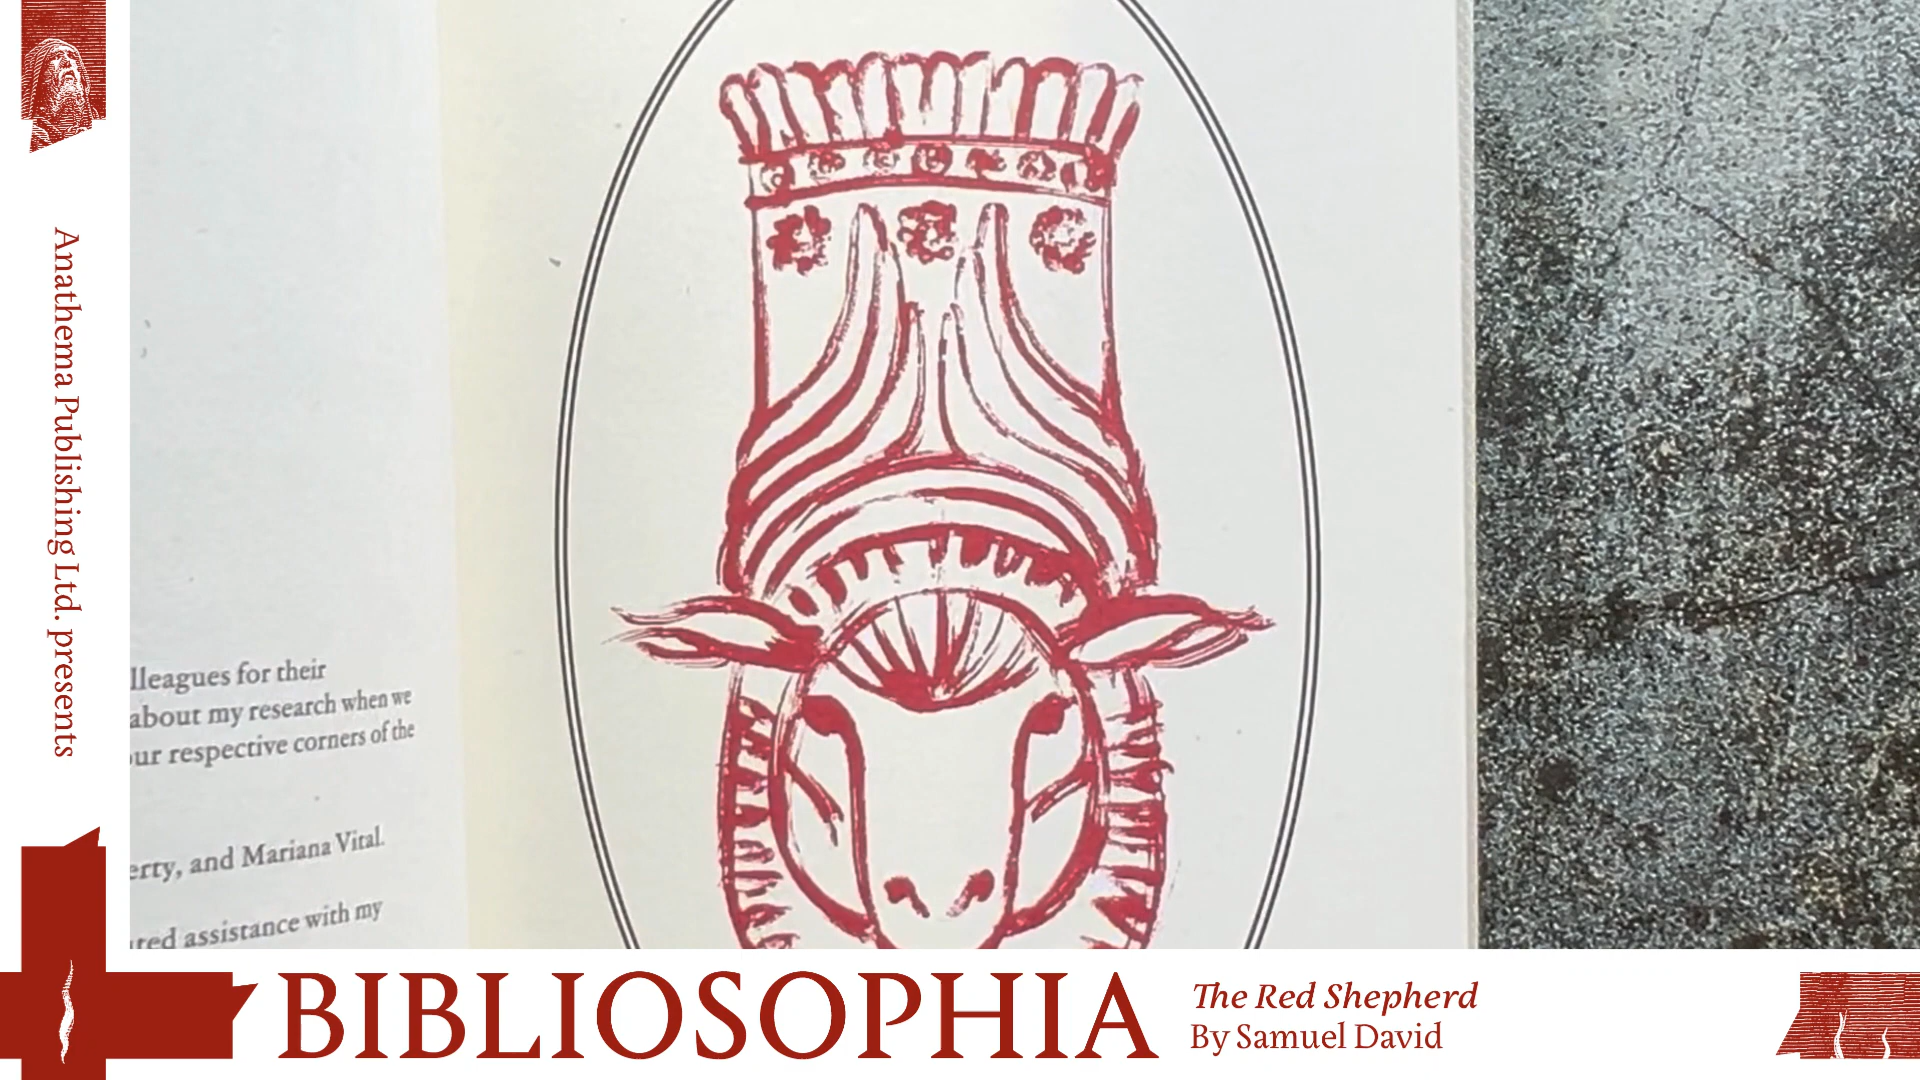 Anathema Publishing Ltd. presents
lleagues for their
about my research when we
ur respective corners of the
erty, and Mariana Vital.
assistance with my
BIBLIOSOPHIA
The Red Shepherd
By Samuel David